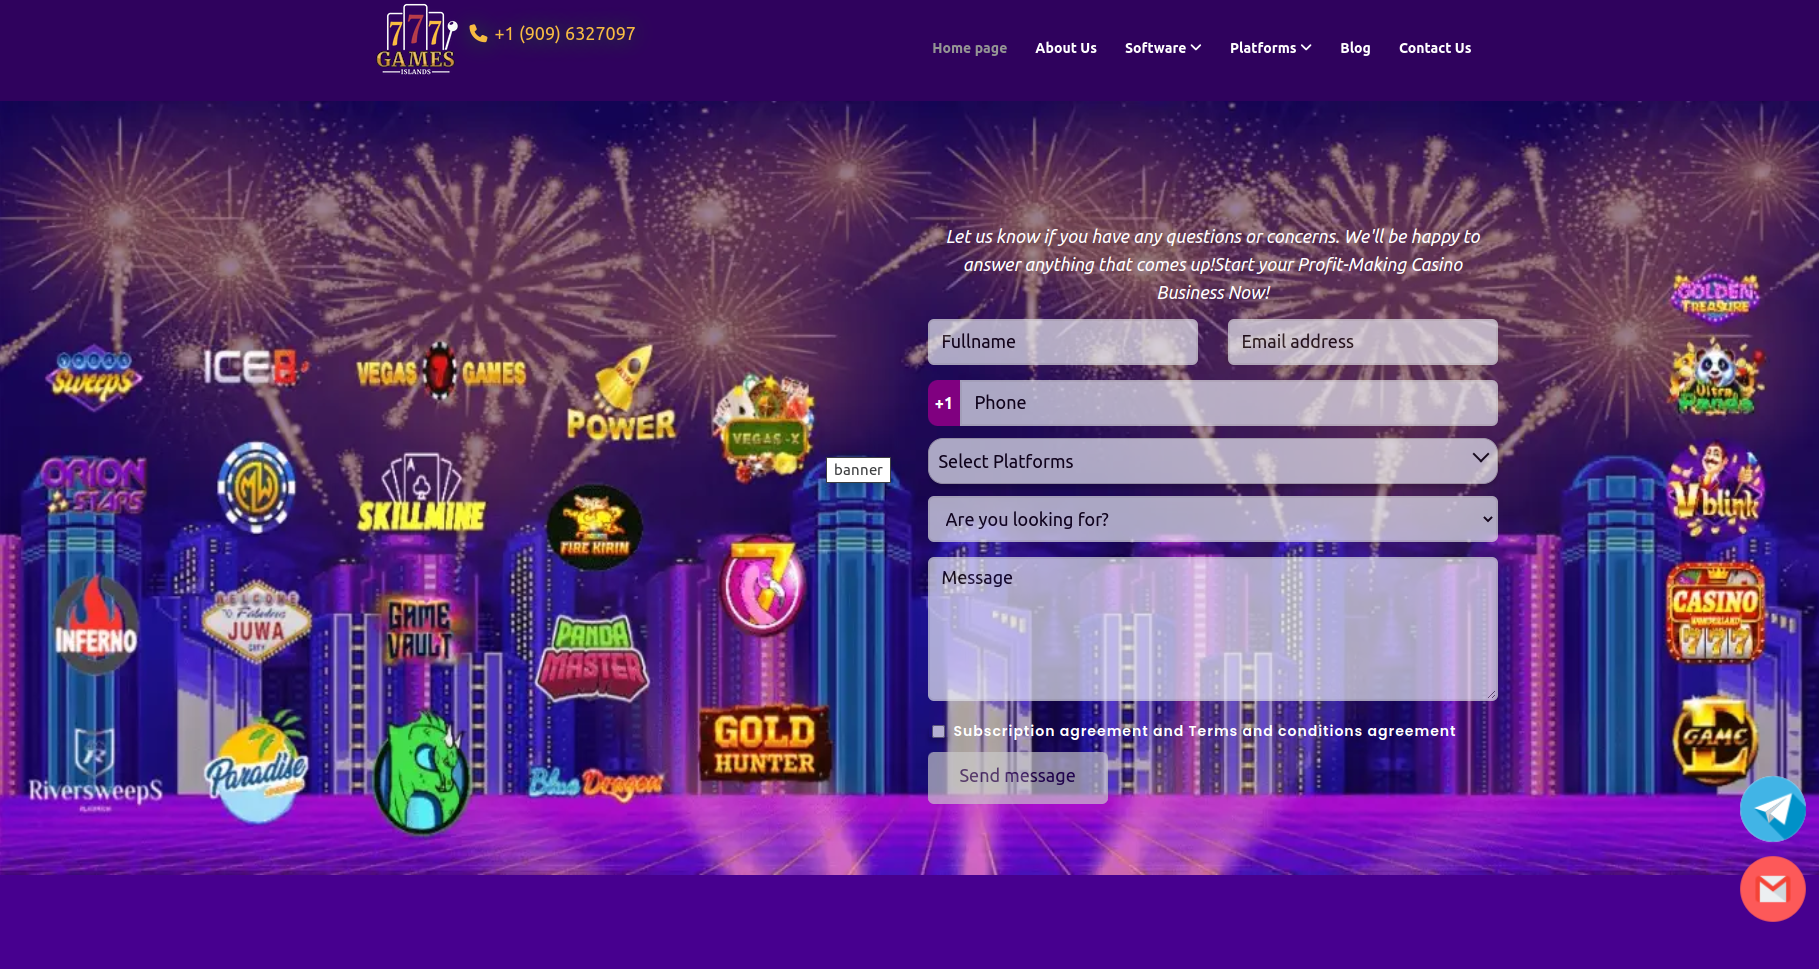 777
GAMES
ISLANDS
+1 (909) 6327097
Home page
About Us
Software
Platforms
Blog
Contact Us
Let us know if you have any questions or concerns. We'll be happy to
answer anything that comes up!Start your Profit-Making Casino
Business Now!
Fullname
Email address
+1
Phone
Select Platforms
Are you looking for?
Message
Subscription agreement and Terms and conditions agreement
Send message
banner
sweeps
ICE8
VEGAS 7 GAMES
POWER
VEGAS-X
ORION
STARS
MW
SKILLMINE
FIRE KIRIN
7
INFERNO
WELCOME
TO Fabulous
JUWA
CITY
GAME
VAULT
PANDA
MASTER
GOLD
HUNTER
R
RiversweepS
Paradise
Blue Dragon
GOLDEN
TREASURE
Ultra
Panda
Vblink
CASINO
777
GAME